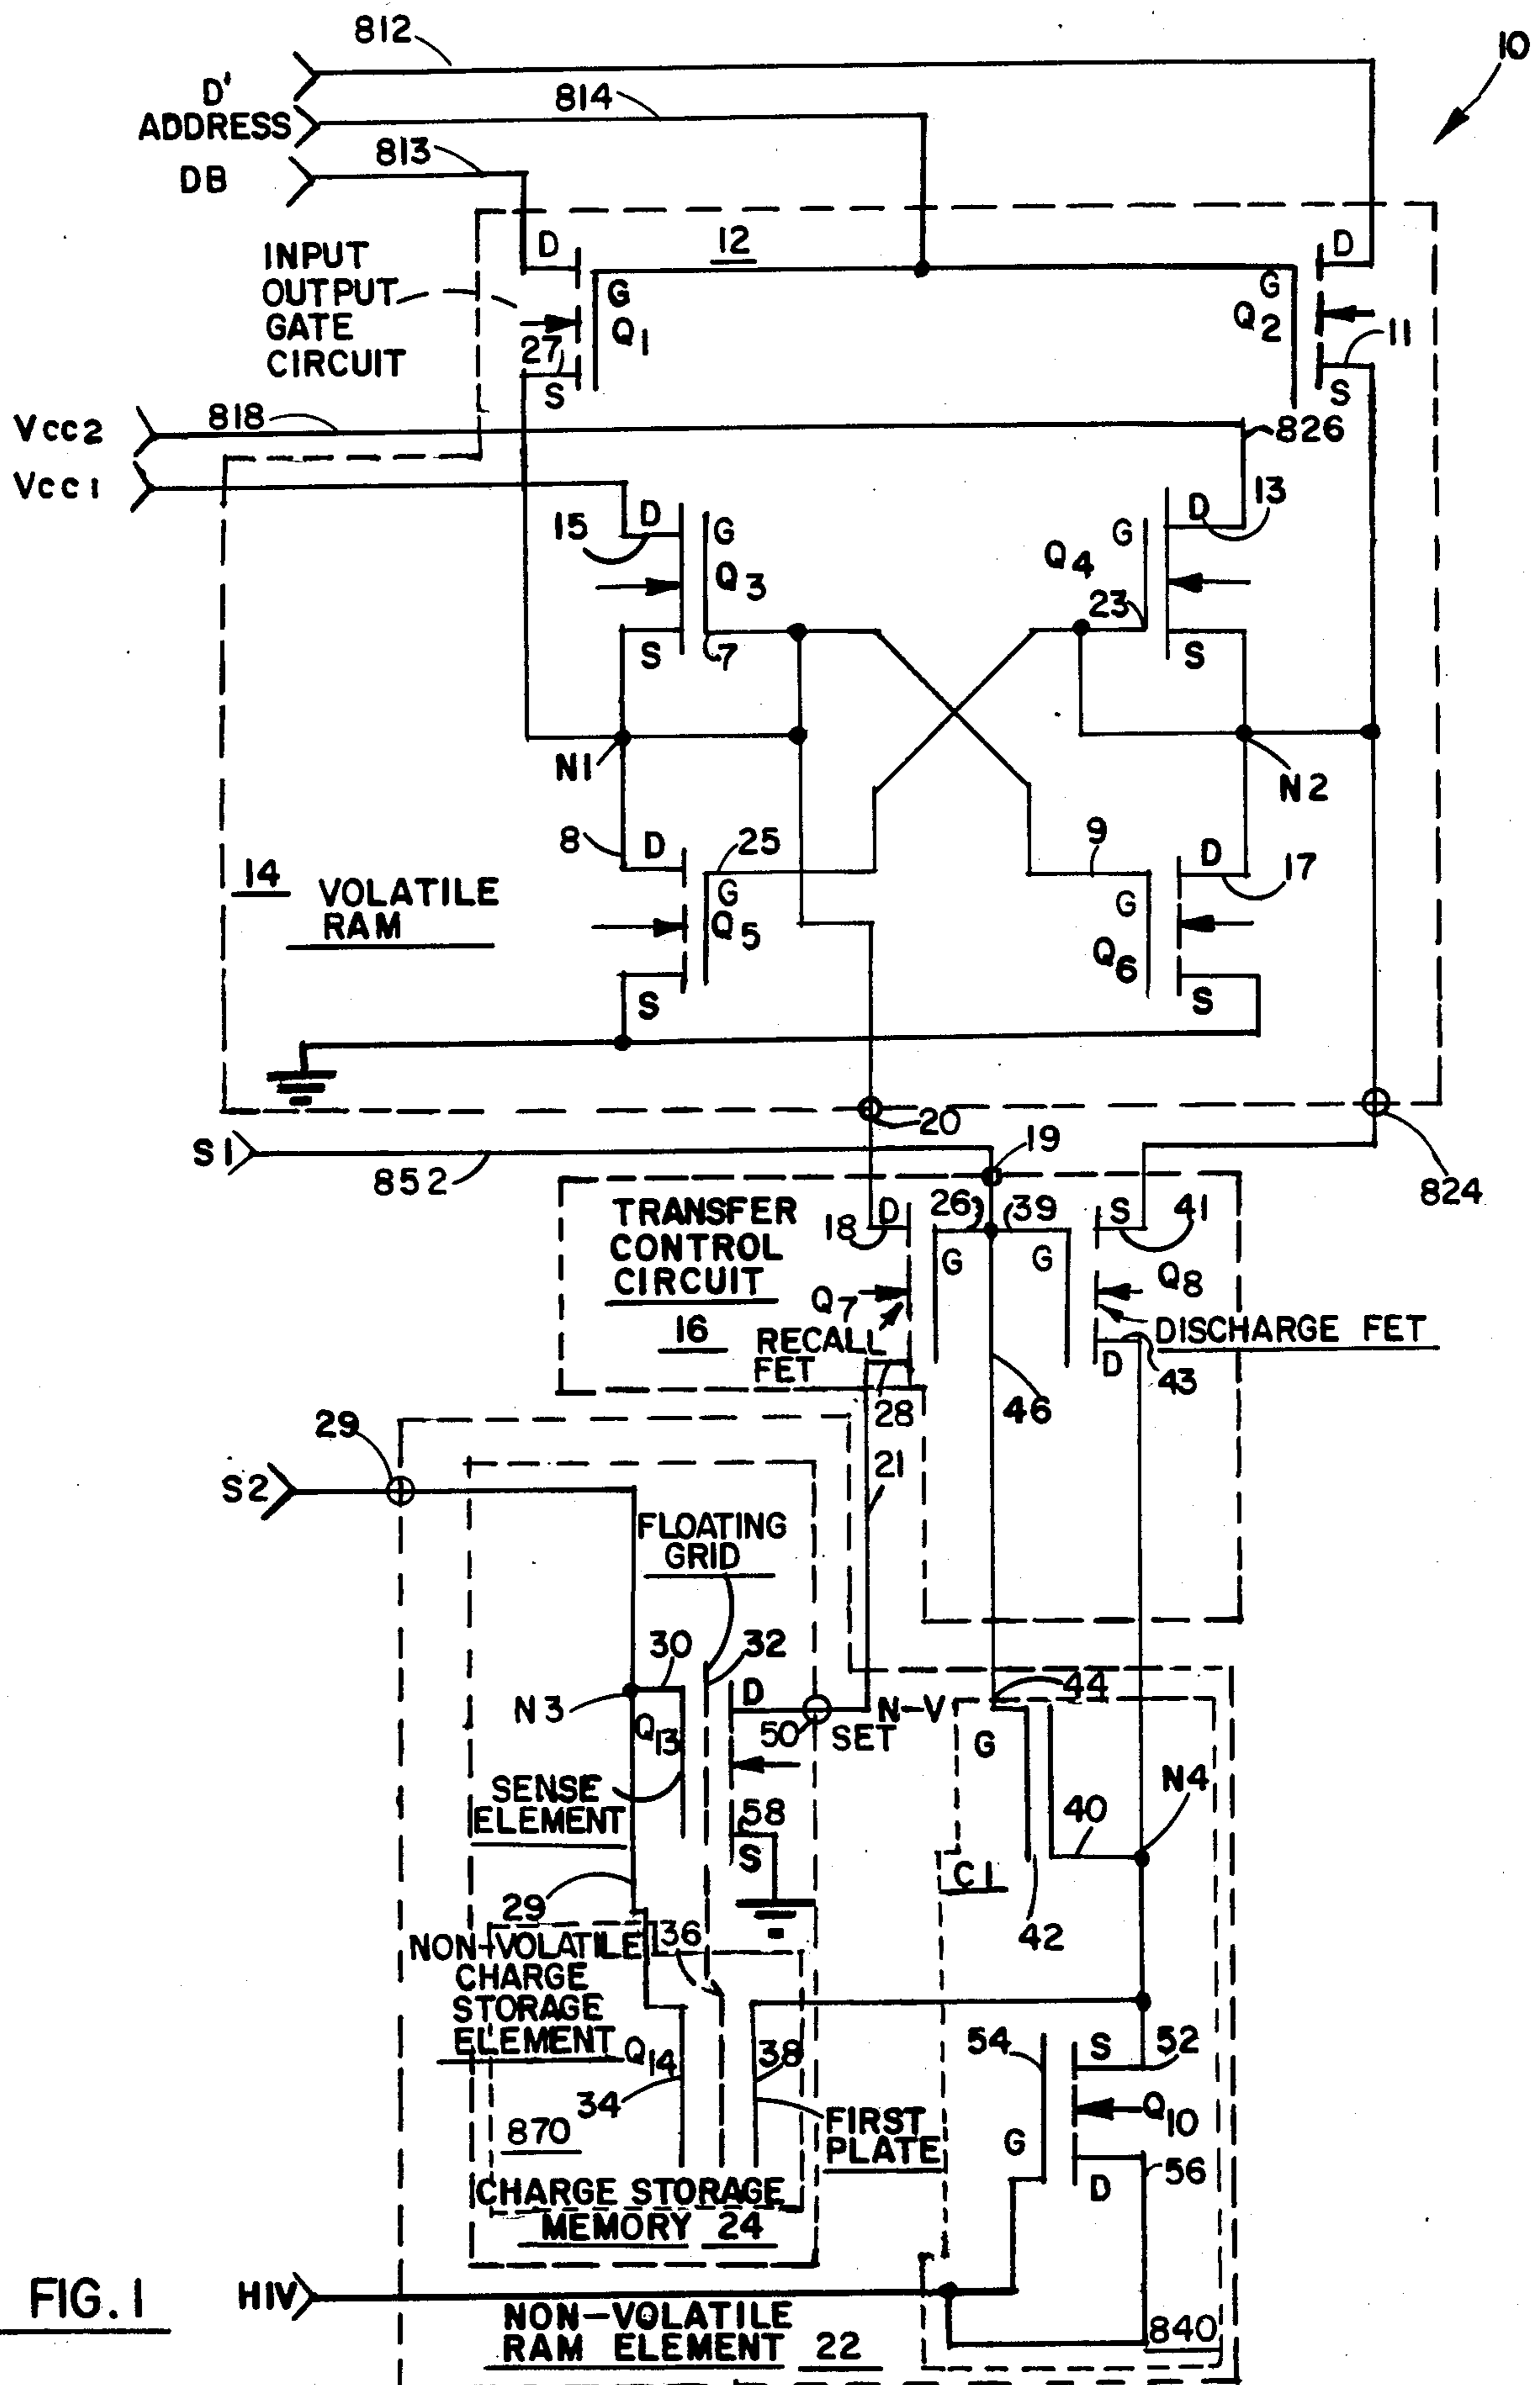 812
10
D'
814
ADDRESS
813
DB
12
D
D
INPUT
OUTPUT
GATE
CIRCUIT
G
Q1
27
S
G
Q2
11
S
Vcc2
818
826
Vcc1
15
D
G
Q3
7
S
D
13
G
Q4
23
S
N1
N2
8
D
25
G
Q5
S
9
D
17
G
Q6
S
14
VOLATILE
RAM
20
S1
852
19
824
TRANSFER
CONTROL
CIRCUIT
16
18
D
26
39
S
41
G
G
Q7
Q8
RECALL
FET
DISCHARGE FET
D
43
28
46
29
21
S2
FLOATING
GRID
30
32
N3
D
Q13
50
N-V
SET
44
G
N4
SENSE
ELEMENT
58
S
40
C1
42
29
NON-VOLATILE
CHARGE
STORAGE
ELEMENT
36
Q14
38
34
54
S
52
Q10
870
FIRST
PLATE
G
D
56
CHARGE STORAGE
MEMORY 24
FIG. 1
HIV
NON-VOLATILE
RAM ELEMENT 22
840